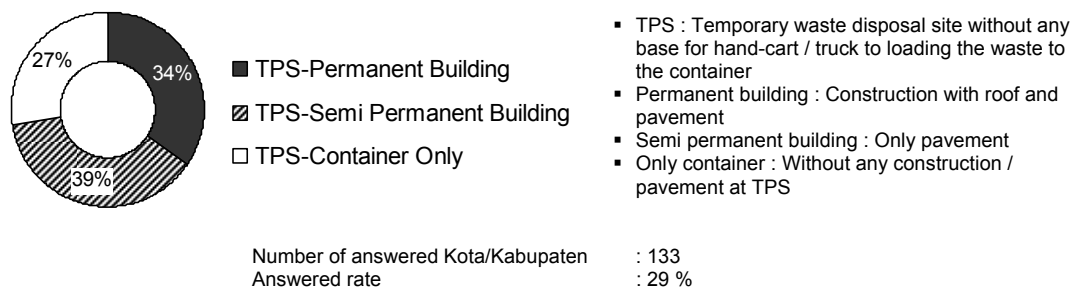 27%
34%
39%
TPS-Permanent Building
TPS-Semi Permanent Building
TPS-Container Only
▪ TPS : Temporary waste disposal site without any
base for hand-cart / truck to loading the waste to
the container
▪ Permanent building : Construction with roof and
pavement
▪ Semi permanent building : Only pavement
▪ Only container : Without any construction /
pavement at TPS
Number of answered Kota/Kabupaten : 133
Answered rate : 29 %